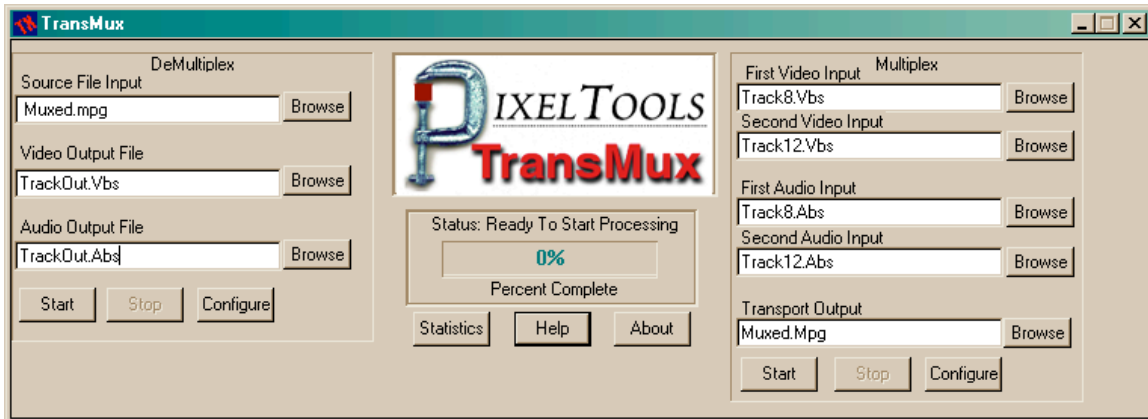 TransMux
DeMultiplex
Source File Input
Muxed.mpg
Browse
Video Output File
TrackOut.Vbs
Browse
Audio Output File
TrackOut.Abs
Browse
Start Stop Configure
PIXELTOOLS
TransMux
Status: Ready To Start Processing
0%
Percent Complete
Statistics Help About
Multiplex
First Video Input
Track8.Vbs
Browse
Second Video Input
Track12.Vbs
Browse
First Audio Input
Track8.Abs
Browse
Second Audio Input
Track12.Abs
Browse
Transport Output
Muxed.Mpg
Browse
Start Stop Configure